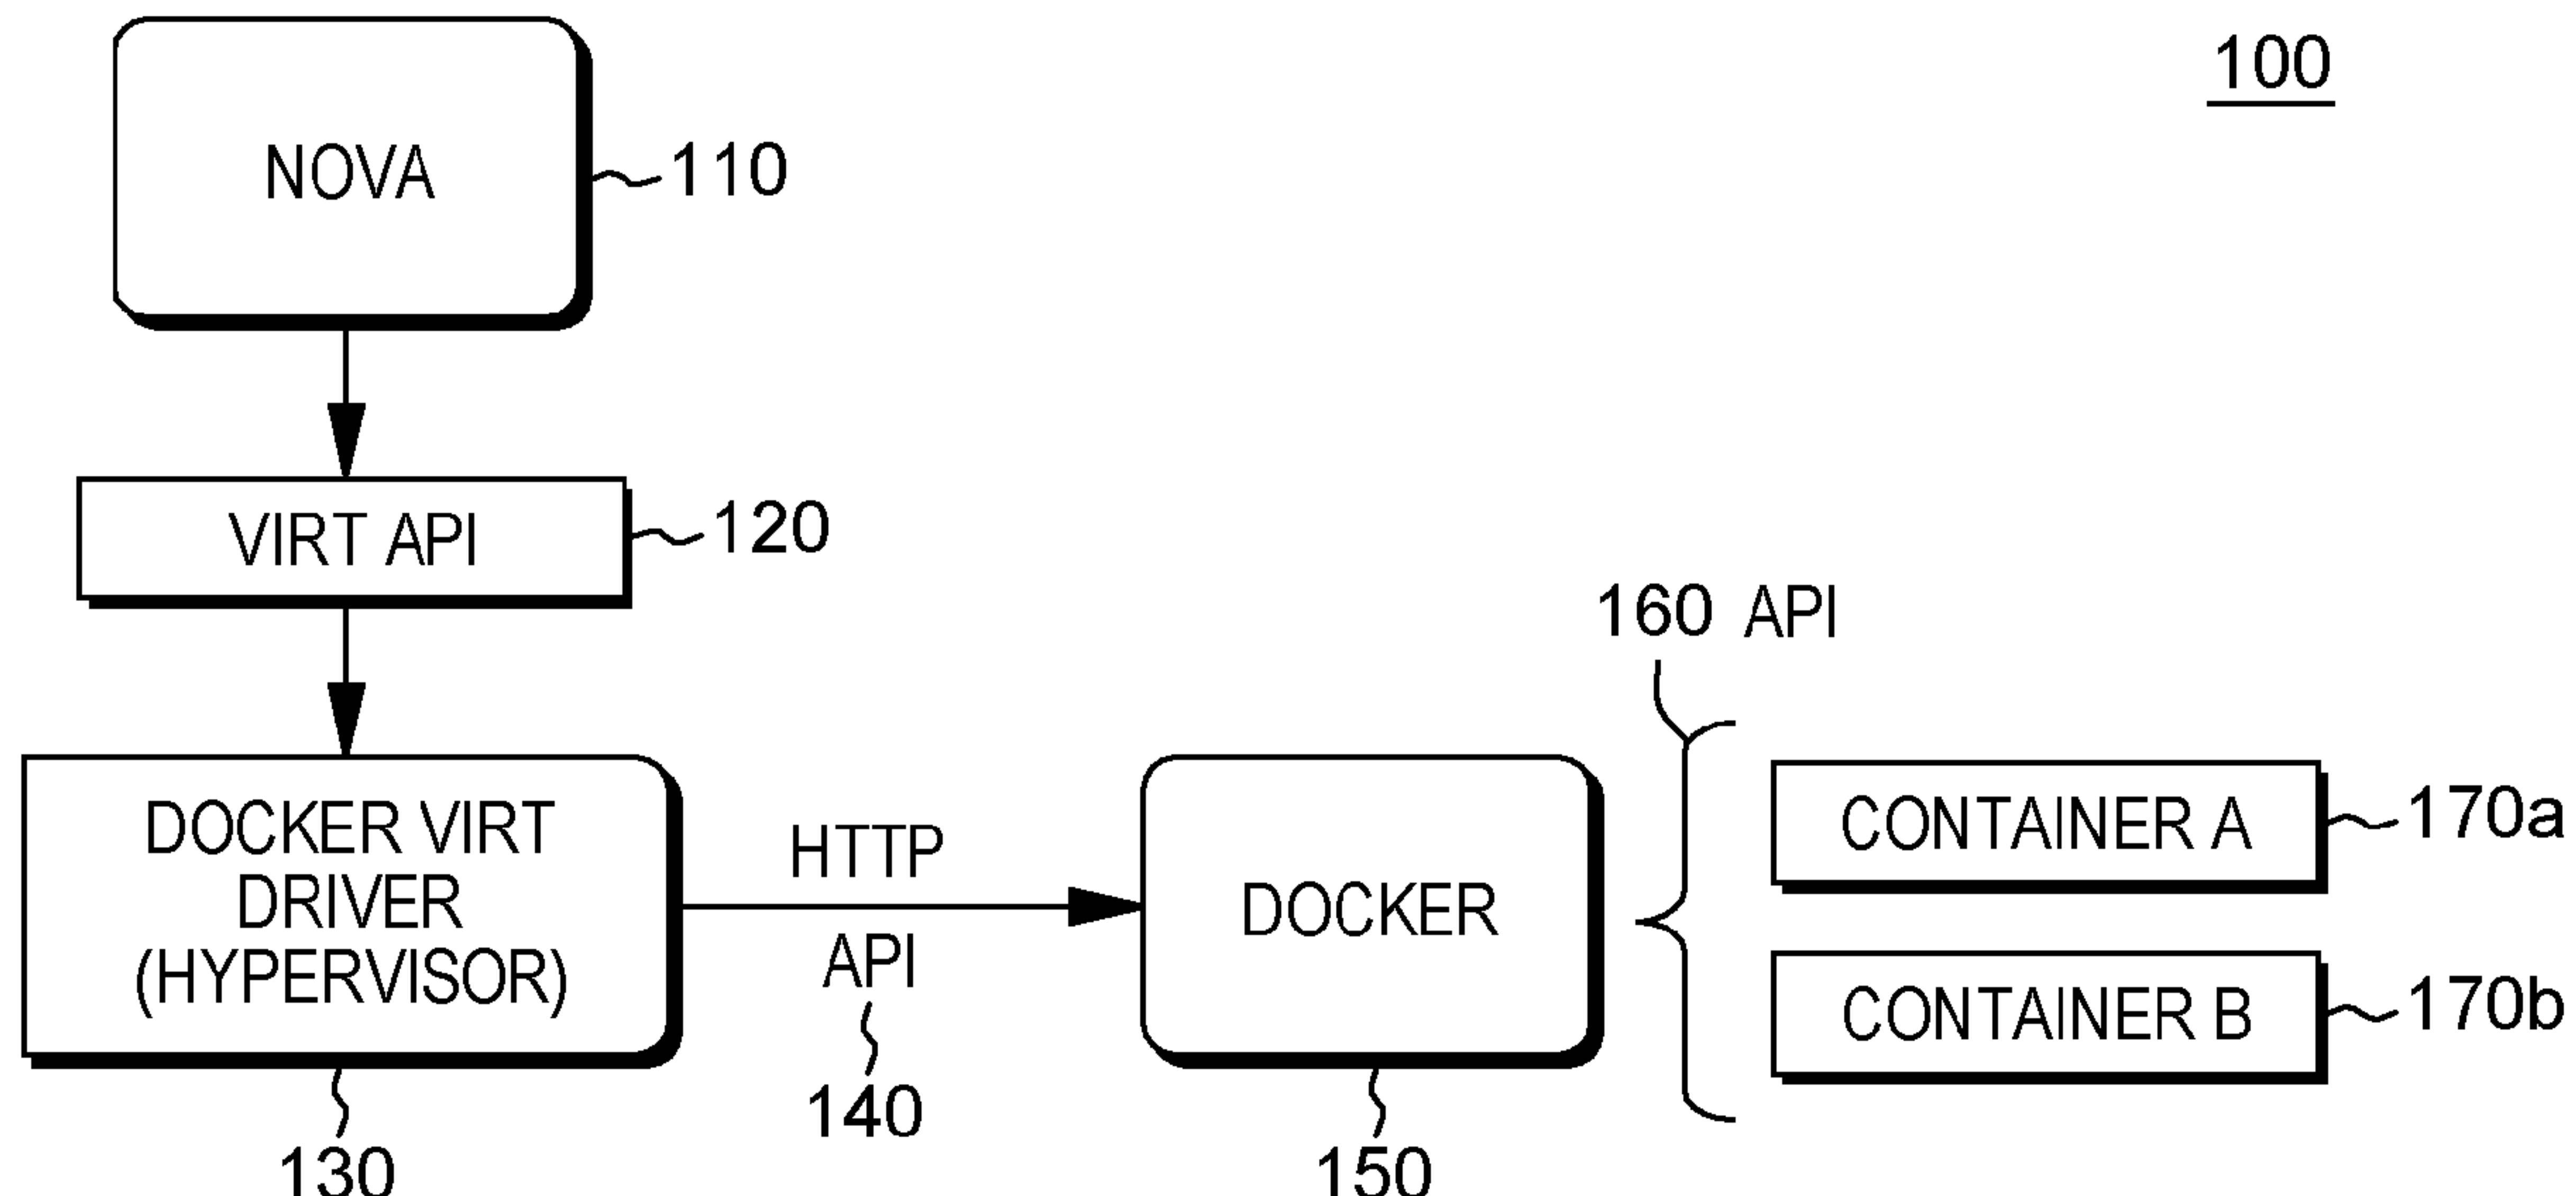 100
NOVA
110
VIRT API
120
160 API
DOCKER VIRT
DRIVER
(HYPERVISOR)
130
HTTP
API
140
DOCKER
150
CONTAINER A
170a
CONTAINER B
170b